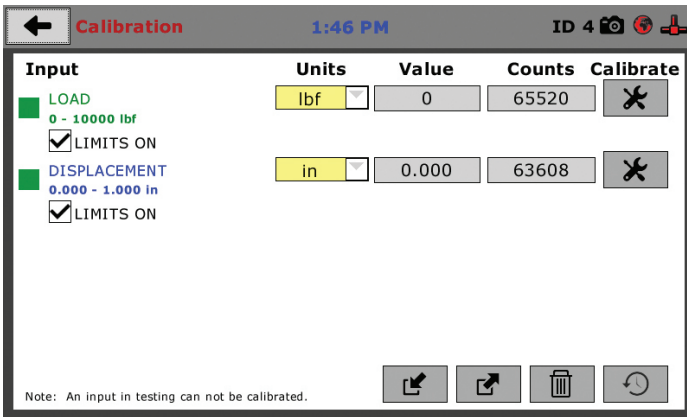 Calibration 1:46 PM ID 4
Input Units Value Counts Calibrate
LOAD lbf 0 65520
0 - 10000 lbf
LIMITS ON
DISPLACEMENT in 0.000 63608
0.000 - 1.000 in
LIMITS ON
Note: An input in testing can not be calibrated.